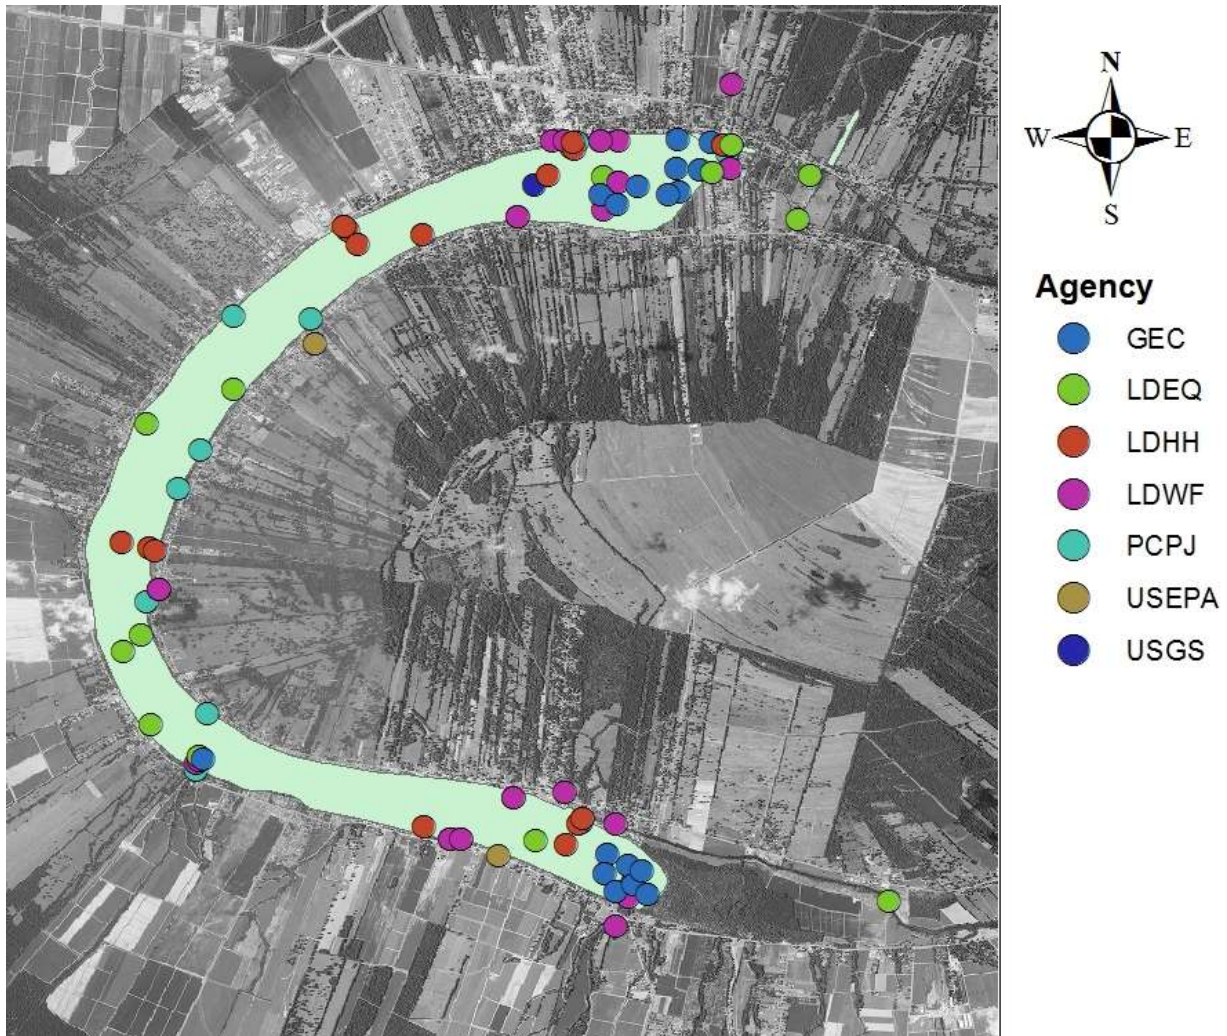 N
W E
S
Agency
GEC
LDEQ
LDHH
LDWF
PCPJ
USEPA
USGS